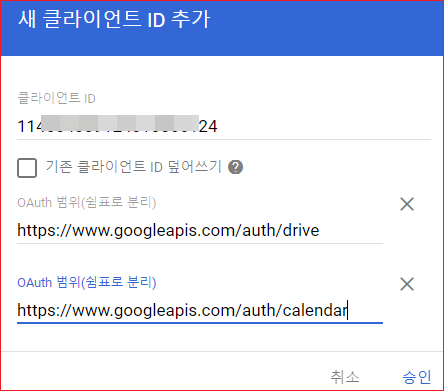 새 클라이언트 ID 추가
클라이언트 ID
기존 클라이언트 ID 덮어쓰기
OAuth 범위(쉼표로 분리)
https://www.googleapis.com/auth/drive
OAuth 범위(쉼표로 분리)
https://www.googleapis.com/auth/calendar
취소 승인